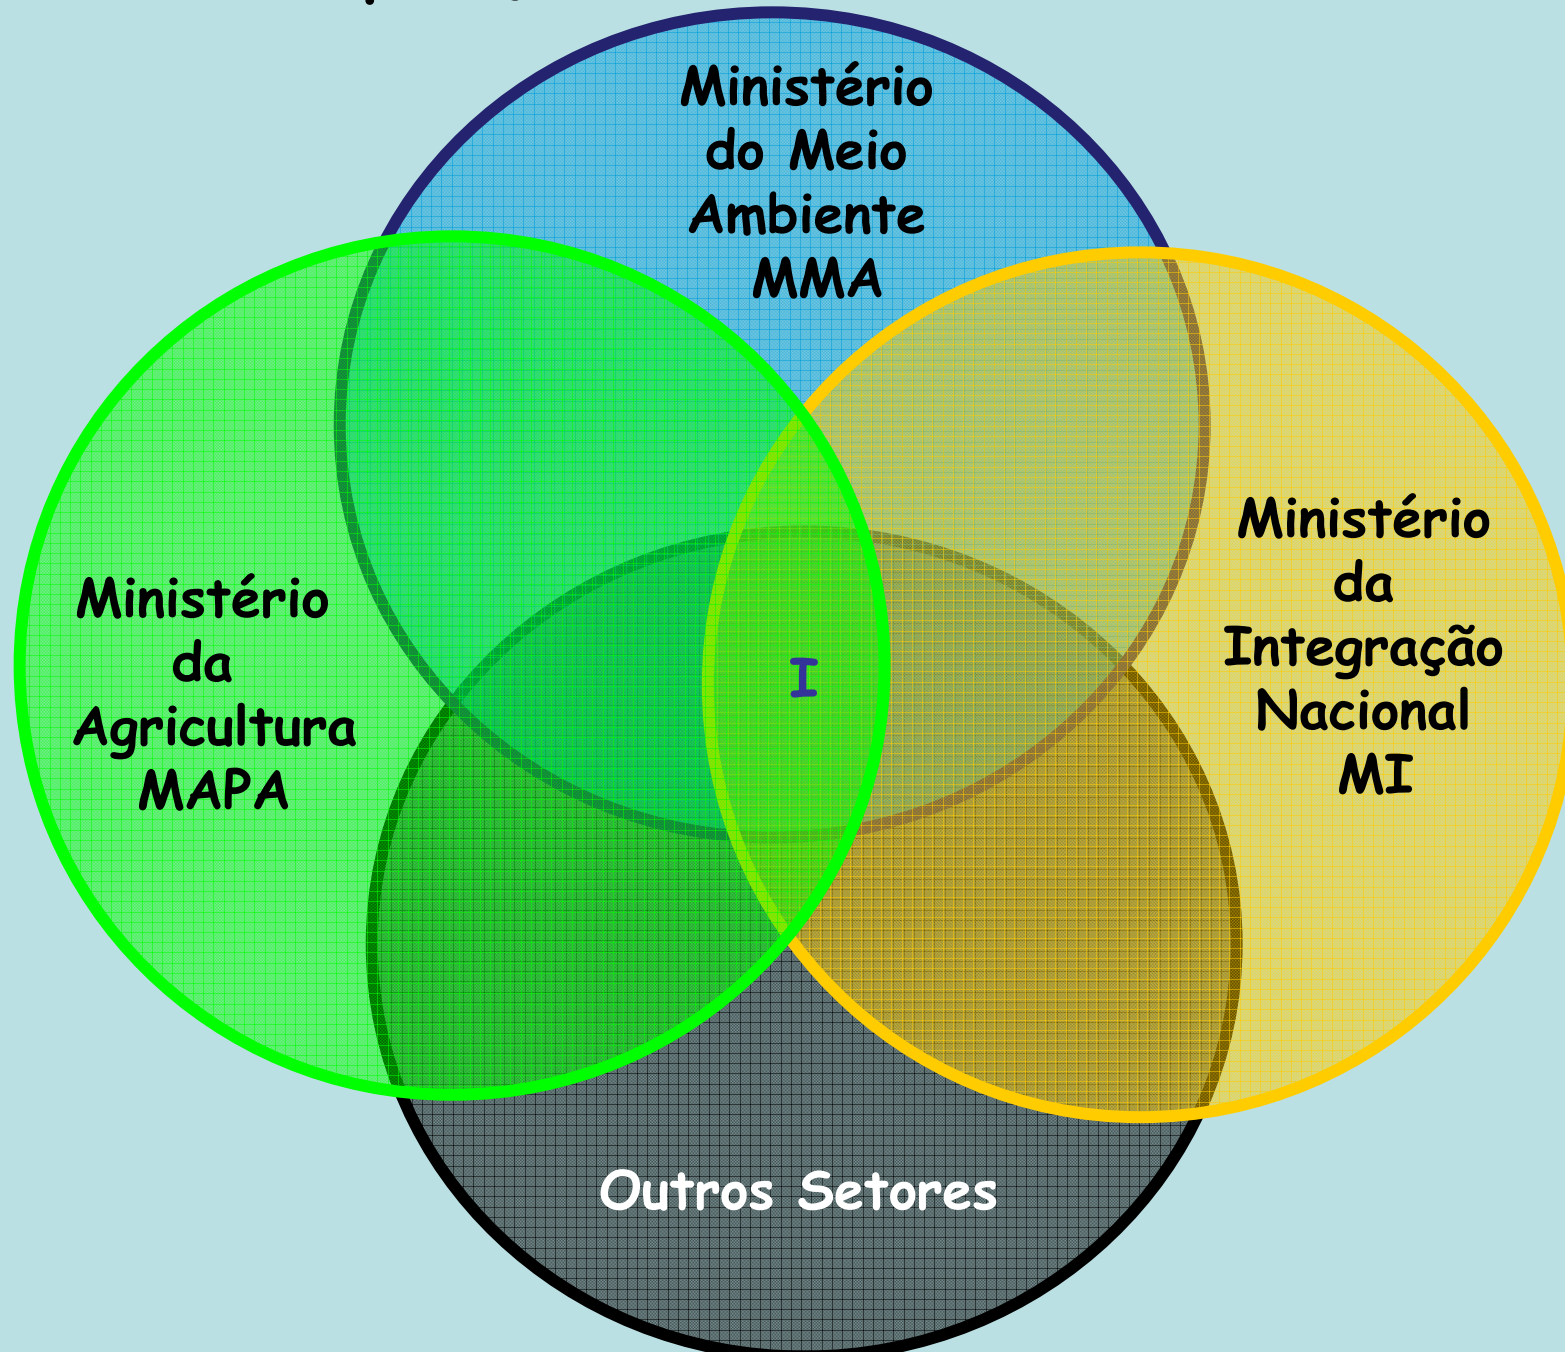 Ministério
do Meio
Ambiente
MMA
Ministério
da
Agricultura
MAPA
I
Ministério
da
Integração
Nacional
MI
Outros Setores